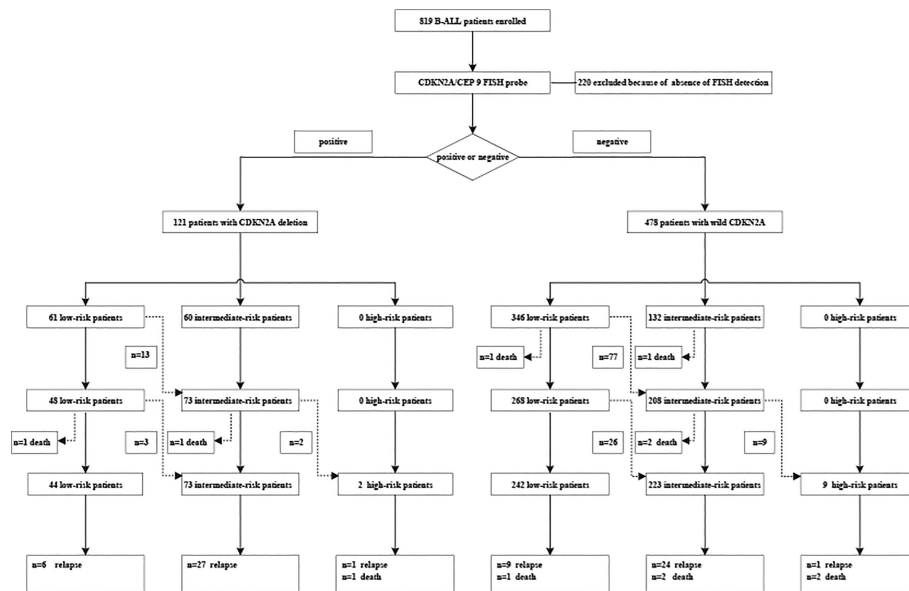 819 B-ALL patients enrolled
CDKN2A/CEP 9 FISH probe
220 excluded because of absence of FISH detection
positive
positive or negative
negative
121 patients with CDKN2A deletion
478 patients with wild CDKN2A
61 low-risk patients
60 intermediate-risk patients
0 high-risk patients
346 low-risk patients
132 intermediate-risk patients
0 high-risk patients
n=13
n=1 death
n=77
n=1 death
48 low-risk patients
73 intermediate-risk patients
0 high-risk patients
268 low-risk patients
208 intermediate-risk patients
0 high-risk patients
n=1 death
n=3
n=1 death
n=2
n=26
n=2 death
n=9
44 low-risk patients
73 intermediate-risk patients
2 high-risk patients
242 low-risk patients
223 intermediate-risk patients
9 high-risk patients
n=6 relapse
n=27 relapse
n=1 relapse
n=1 death
n=9 relapse
n=1 death
n=24 relapse
n=2 death
n=1 relapse
n=2 death